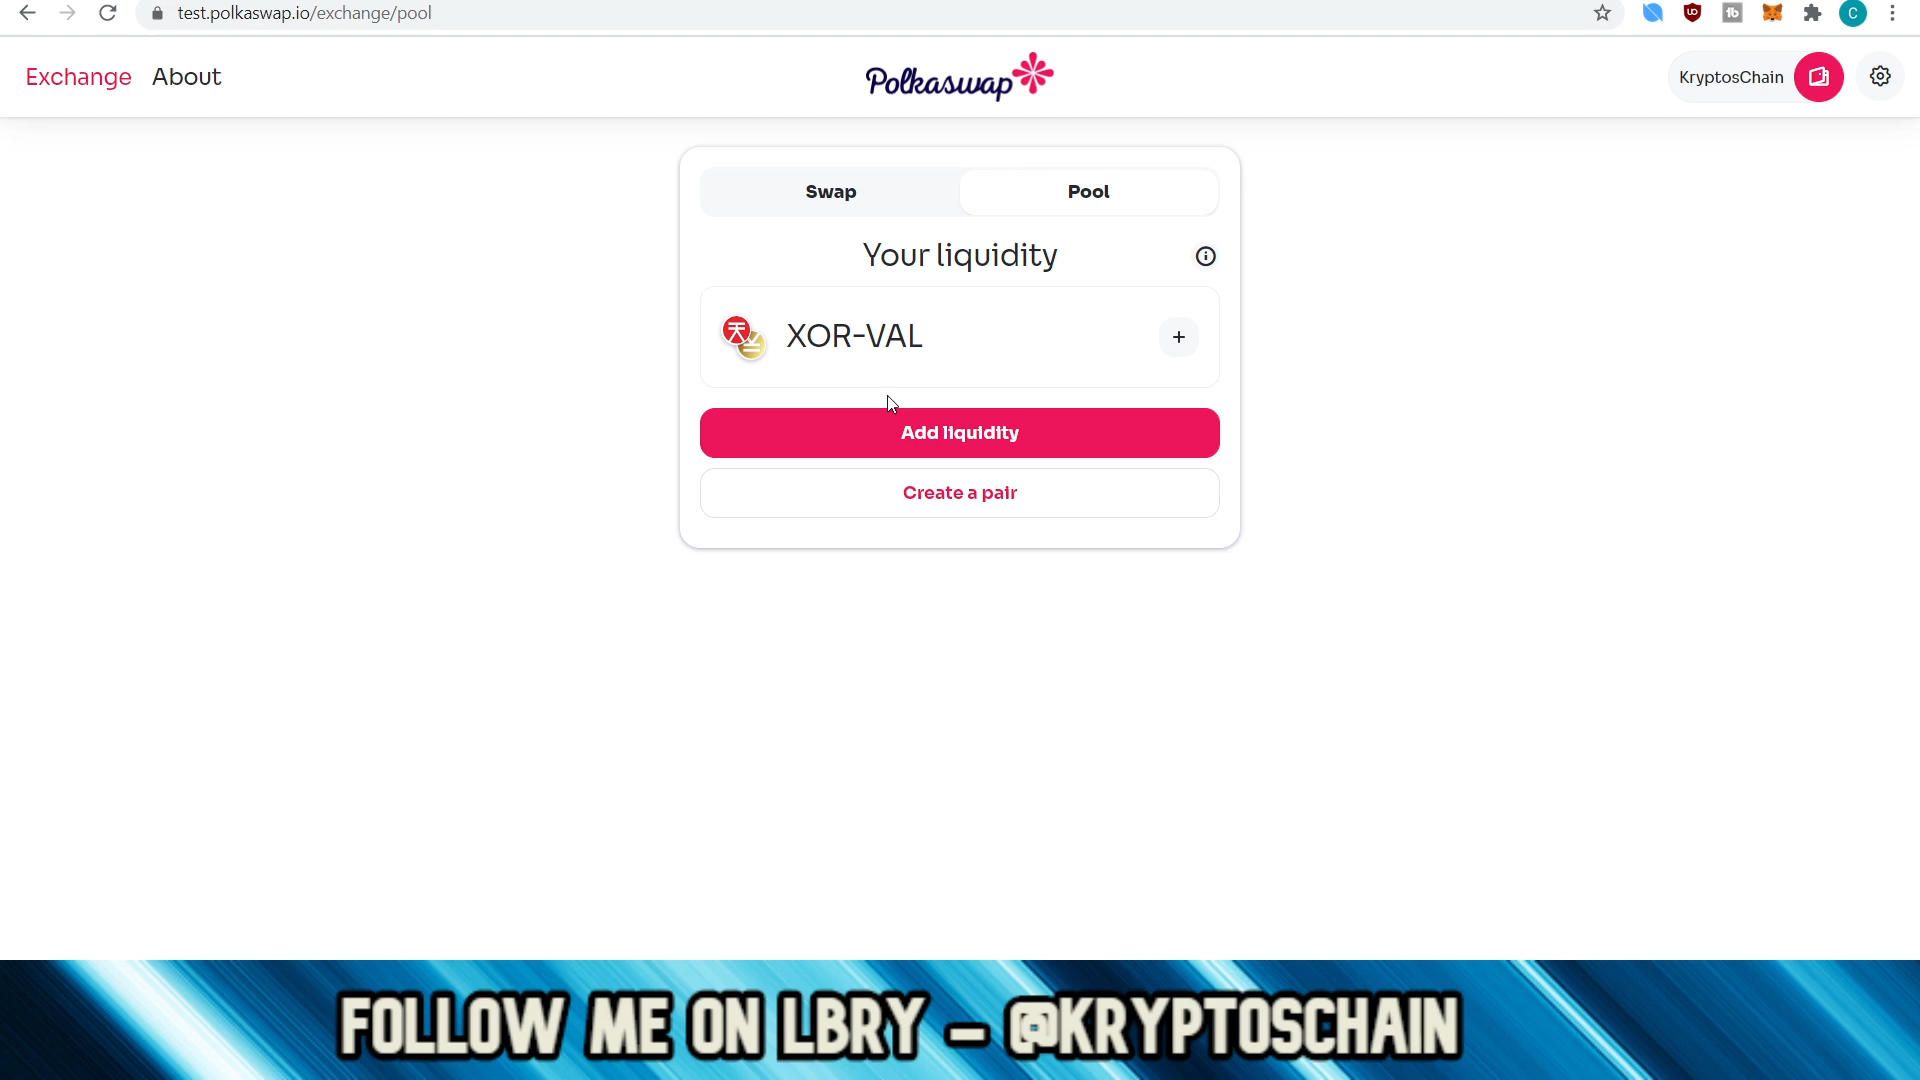 test.polkaswap.io/exchange/pool
Exchange About
Polkaswap
KryptosChain
Swap
Pool
Your liquidity
天
XOR-VAL
+
Add liquidity
Create a pair
FOLLOW ME ON LBRY – @KRYPTOSCHAIN